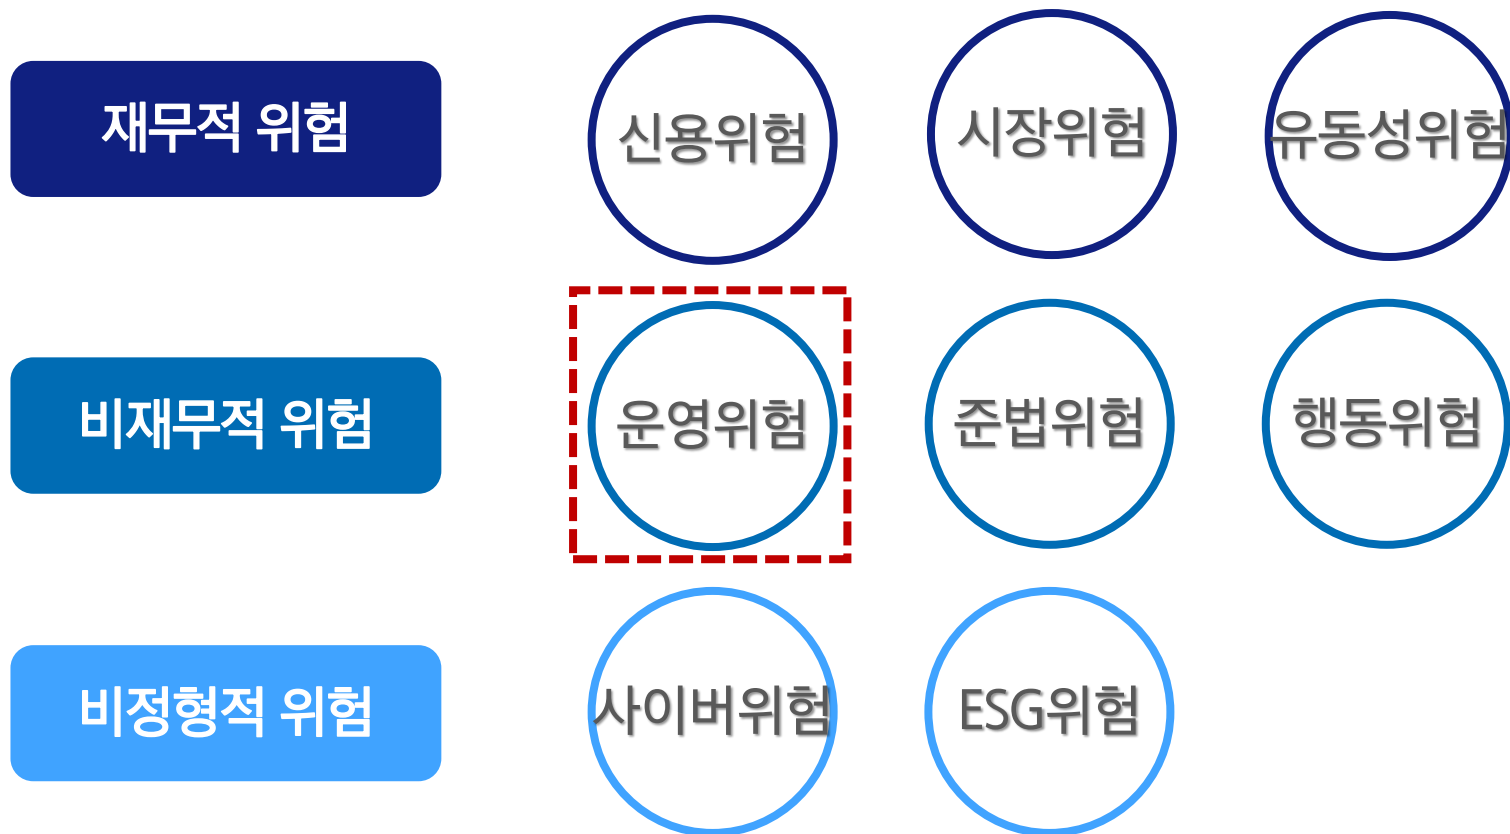 재무적 위험
신용위험
시장위험
유동성위험
비재무적 위험
운영위험
준법위험
행동위험
비정형적 위험
사이버위험
ESG위험